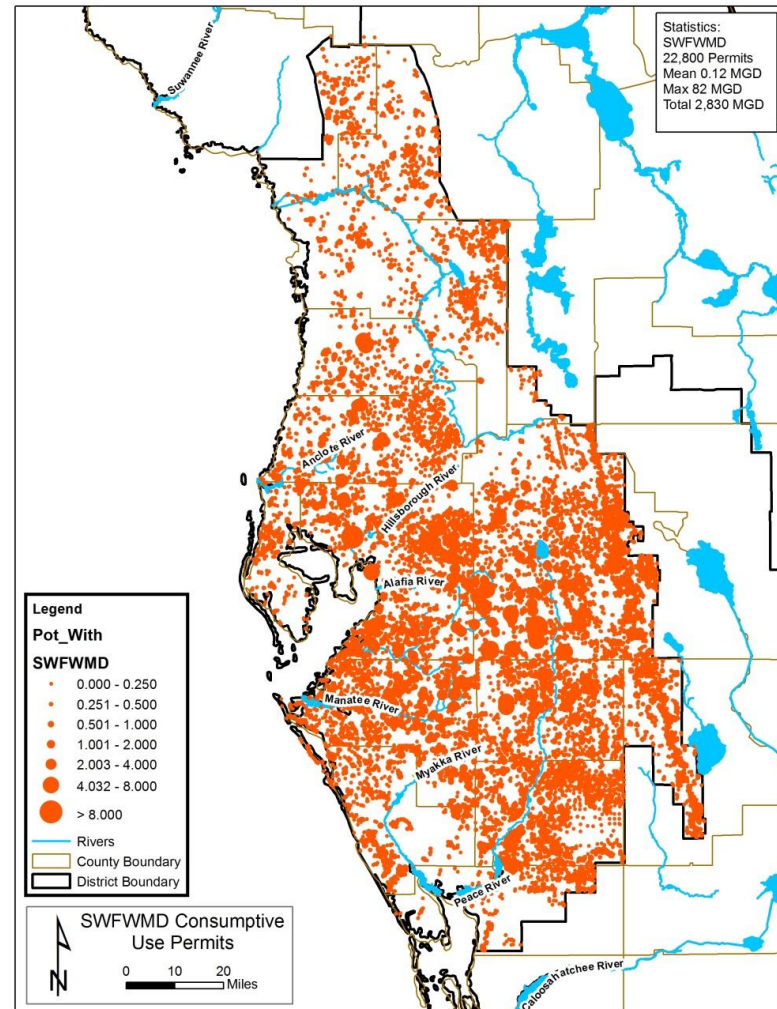 Statistics:
SWFWMD
22,800 Permits
Mean 0.12 MGD
Max 82 MGD
Total 2,830 MGD
Suwannee River
Anclote River
Hillsborough River
Alafia River
Manatee River
Myakka River
Peace River
Caloosahatchee River
Legend
Pot_With
SWFWMD
0.000 - 0.250
0.251 - 0.500
0.501 - 1.000
1.001 - 2.000
2.003 - 4.000
4.032 - 8.000
> 8.000
Rivers
County Boundary
District Boundary
SWFWMD Consumptive
Use Permits
N
0 10 20
Miles